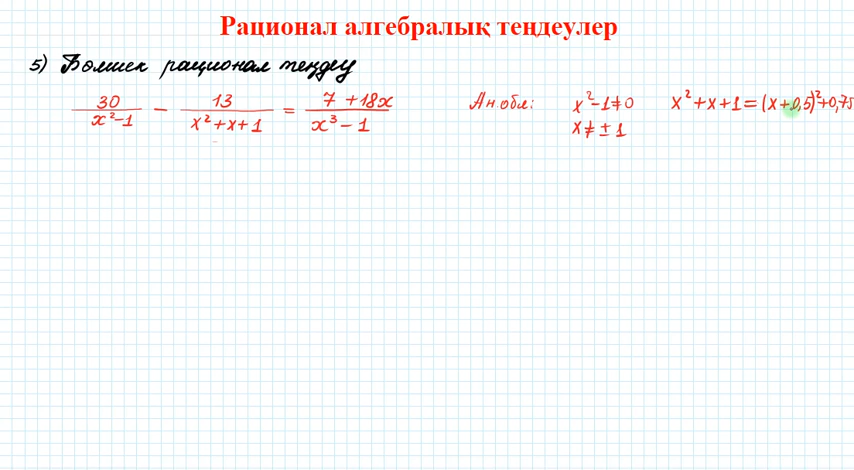 Рационал алгебралық теңдеулер
5) Бөлшек рационал теңдеу
30/(x²-1) - 13/(x²+x+1) = (7+18x)/(x³-1) Ан.обл: x²-1≠0 x²+x+1=(x+0,5)²+0,75
x≠±1